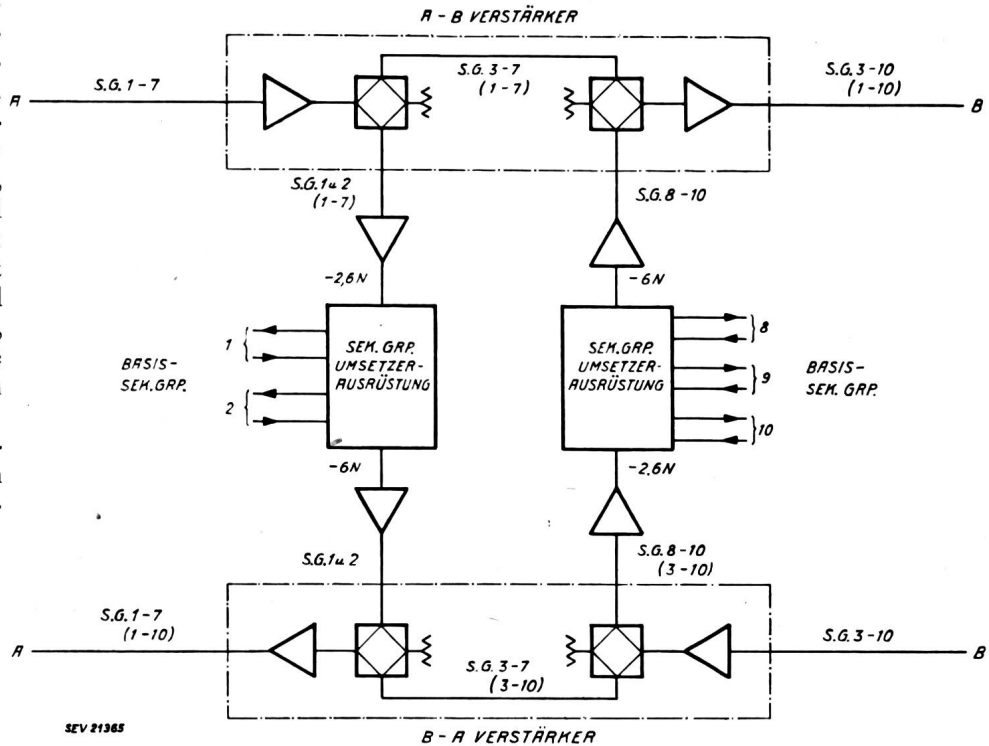 A - B VERSTÄRKER
S.G. 1-7
S.G. 3-7
(1-7)
S.G. 3-10
(1-10)
A
B
S.G. 1u 2
(1-7)
S.G. 8-10
-2,6N
-6N
BASIS-
SEK. GRP.
1
2
SEK. GRP.
UMSETZER-
AUSRÜSTUNG
SEK. GRP.
UMSETZER-
AUSRÜSTUNG
8
9
10
BASIS-
SEK. GRP.
-6N
-2,6N
S.G. 1u 2
S.G. 8-10
(3-10)
S.G. 1-7
(1-10)
S.G. 3-7
(3-10)
S.G. 3-10
A
B
SEV 21365
B - A VERSTÄRKER